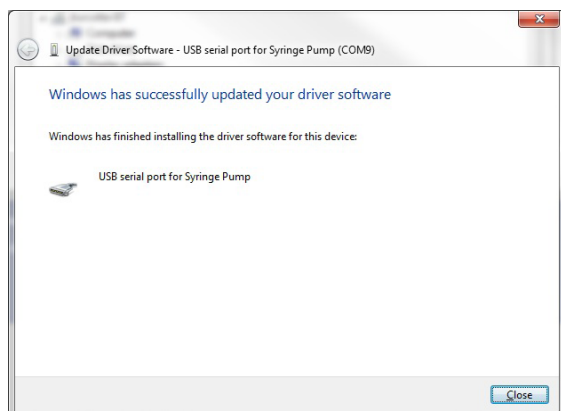 Computer
Update Driver Software - USB serial port for Syringe Pump (COM9)
Windows has successfully updated your driver software
Windows has finished installing the driver software for this device:
USB serial port for Syringe Pump
Close